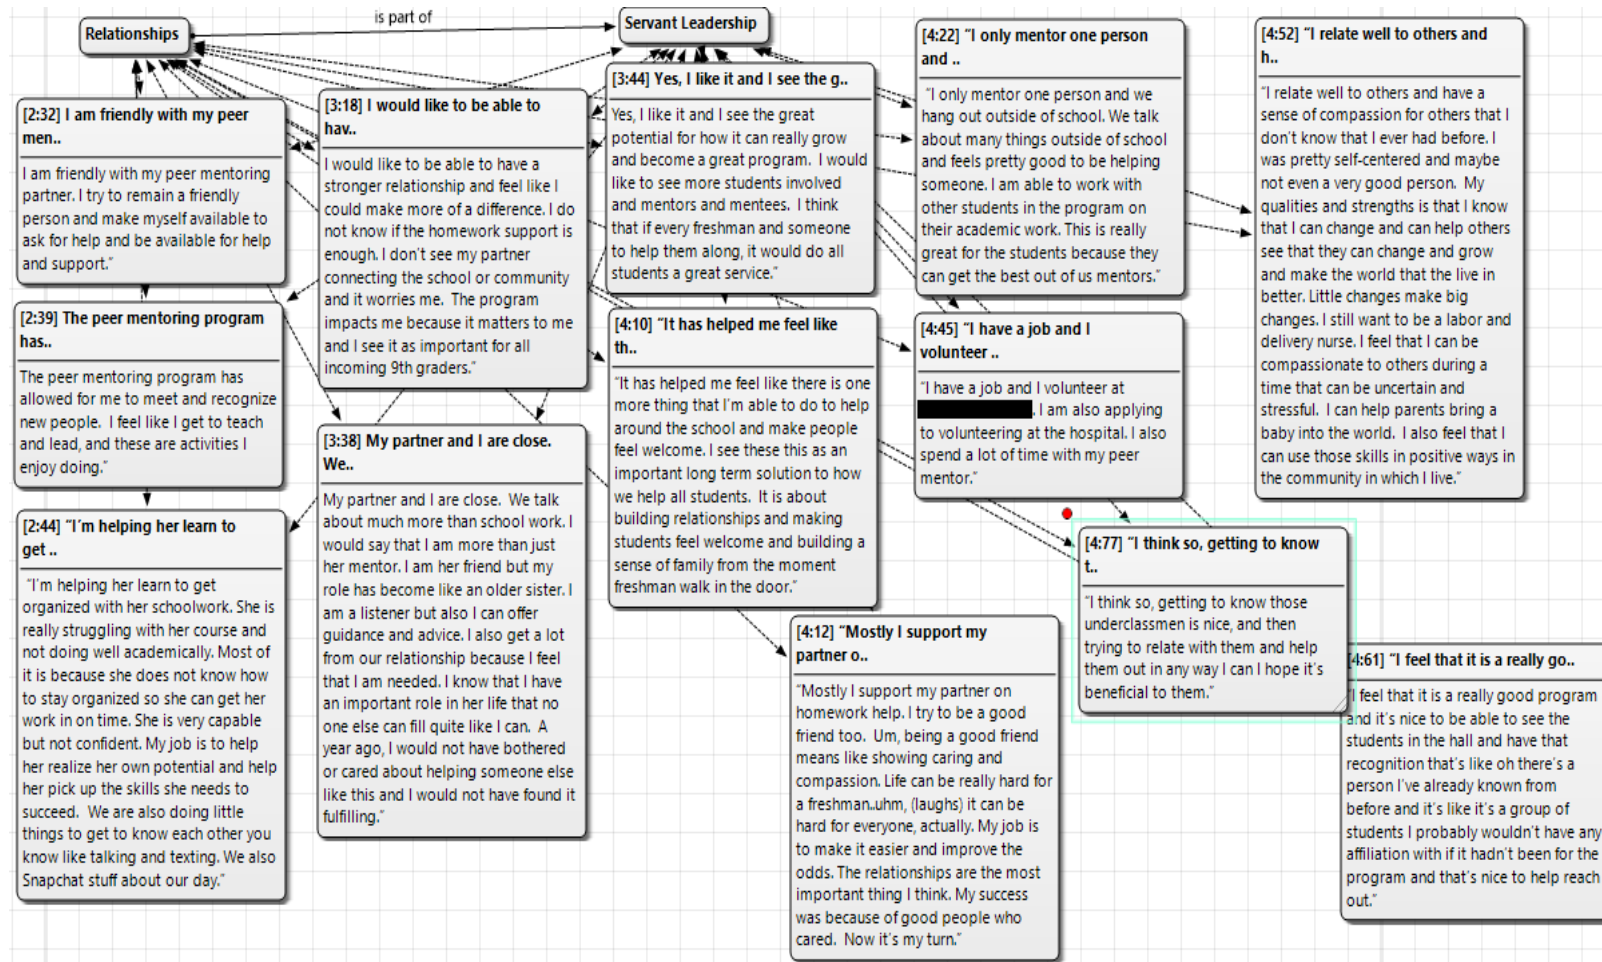 Relationships
is part of
Servant Leadership
[2:32] I am friendly with my peer
men..
I am friendly with my peer mentoring
partner. I try to remain a friendly
person and make myself available to
ask for help and be available for help
and support.”
[2:39] The peer mentoring program
has..
The peer mentoring program has
allowed for me to meet and recognize
new people.  I feel like I get to teach
and lead, and these are activities I
enjoy doing.”
[2:44] “I’m helping her learn to
get ..
“I’m helping her learn to get
organized with her schoolwork. She is
really struggling with her course and
not doing well academically. Most of
it is because she does not know how
to stay organized so she can get her
work in on time. She is very capable
but not confident. My job is to help
her realize her own potential and help
her pick up the skills she needs to
succeed.  We are also doing little
things to get to know each other you
know like talking and texting. We also
Snapchat stuff about our day.”
[3:18] I would like to be able to
hav..
I would like to be able to have a
stronger relationship and feel like I
could make more of a difference. I do
not know if the homework support is
enough. I don’t see my partner
connecting the school or community
and it worries me.  The program
impacts me because it matters to me
and I see it as important for all
incoming 9th graders.”
[3:38] My partner and I are close.
We..
My partner and I are close.  We talk
about much more than school work. I
would say that I am more than just
her mentor. I am her friend but my
role has become like an older sister. I
am a listener but also I can offer
guidance and advice. I also get a lot
from our relationship because I feel
that I am needed. I know that I have
an important role in her life that no
one else can fill quite like I can.  A
year ago, I would not have bothered
or cared about helping someone else
like this and I would not have found it
fulfilling.”
[3:44] Yes, I like it and I see the g..
Yes, I like it and I see the great
potential for how it can really grow
and become a great program.  I would
like to see more students involved
and mentors and mentees.  I think
that if every freshman and someone
to help them along, it would do all
students a great service.”
[4:10] “It has helped me feel like
th..
“It has helped me feel like there is one
more thing that I’m able to do to help
around the school and make people
feel welcome. I see these this as an
important long term solution to how
we help all students.  It is about
building relationships and making
students feel welcome and building a
sense of family from the moment
freshman walk in the door.”
[4:12] “Mostly I support my
partner o..
“Mostly I support my partner on
homework help. I try to be a good
friend too.  Um, being a good friend
means like showing caring and
compassion. Life can be really hard for
a freshman..uhm, (laughs) it can be
hard for everyone, actually. My job is
to make it easier and improve the
odds. The relationships are the most
important thing I think. My success
was because of good people who
cared.  Now it’s my turn.”
[4:22] “I only mentor one person
and ..
“I only mentor one person and we
hang out outside of school. We talk
about many things outside of school
and feels pretty good to be helping
someone. I am able to work with
other students in the program on
their academic work. This is really
great for the students because they
can get the best out of us mentors.”
[4:45] “I have a job and I
volunteer ..
“I have a job and I volunteer at
. I am also applying
to volunteering at the hospital. I also
spend a lot of time with my peer
mentor.”
[4:52] “I relate well to others and
h..
“I relate well to others and have a
sense of compassion for others that I
don’t know that I ever had before. I
was pretty self-centered and maybe
not even a very good person.  My
qualities and strengths is that I know
that I can change and can help others
see that they can change and grow
and make the world that the live in
better. Little changes make big
changes. I still want to be a labor and
delivery nurse. I feel that I can be
compassionate to others during a
time that can be uncertain and
stressful.  I can help parents bring a
baby into the world.  I also feel that I
can use those skills in positive ways in
the community in which I live.”
[4:77] “I think so, getting to know
t..
“I think so, getting to know those
underclassmen is nice, and then
trying to relate with them and help
them out in any way I can I hope it’s
beneficial to them.”
4:61] “I feel that it is a really go..
I feel that it is a really good program
and it’s nice to be able to see the
students in the hall and have that
recognition that’s like oh there’s a
person I’ve already known from
before and it’s like it’s a group of
students I probably wouldn’t have any
affiliation with if it hadn’t been for the
program and that’s nice to help reach
out.”